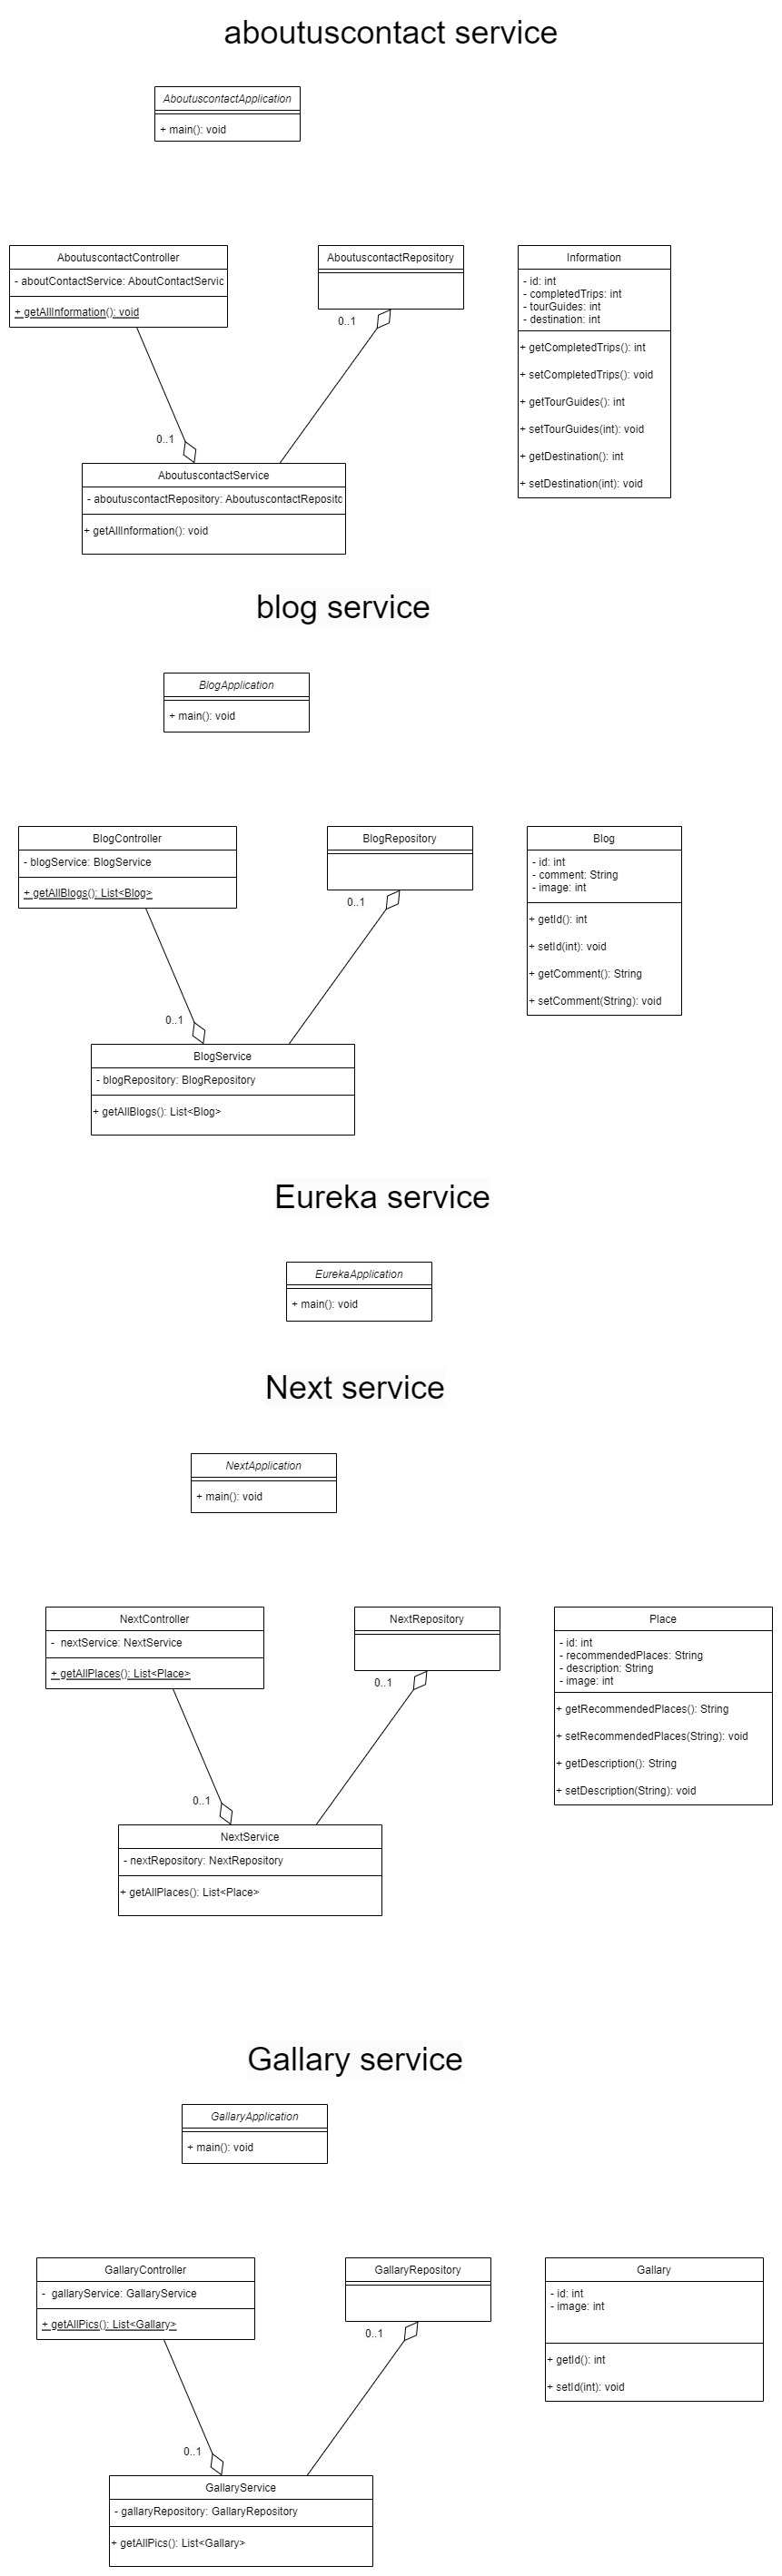 aboutuscontact service
AboutuscontactApplication
+ main(): void
AboutuscontactController
- aboutContactService: AboutContactServic
+ getAllInformation(): void
AboutuscontactRepository
0..1
Information
- id: int
- completedTrips: int
- tourGuides: int
- destination: int
+ getCompletedTrips(): int
+ setCompletedTrips(): void
+ getTourGuides(): int
+ setTourGuides(int): void
+ getDestination(): int
+ setDestination(int): void
0..1
AboutuscontactService
- aboutuscontactRepository: AboutuscontactRepositc
+ getAllInformation(): void
blog service
BlogApplication
+ main(): void
BlogController
- blogService: BlogService
+ getAllBlogs(): List<Blog>
BlogRepository
0..1
Blog
- id: int
- comment: String
- image: int
+ getId(): int
+ setId(int): void
+ getComment(): String
+ setComment(String): void
0..1
BlogService
- blogRepository: BlogRepository
+ getAllBlogs(): List<Blog>
Eureka service
EurekaApplication
+ main(): void
Next service
NextApplication
+ main(): void
NextController
- nextService: NextService
+ getAllPlaces(): List<Place>
NextRepository
0..1
Place
- id: int
- recommendedPlaces: String
- description: String
- image: int
+ getRecommendedPlaces(): String
+ setRecommendedPlaces(String): void
+ getDescription(): String
+ setDescription(String): void
0..1
NextService
- nextRepository: NextRepository
+ getAllPlaces(): List<Place>
Gallary service
GallaryApplication
+ main(): void
GallaryController
- gallaryService: GallaryService
+ getAllPics(): List<Gallary>
GallaryRepository
0..1
Gallary
- id: int
- image: int
+ getId(): int
+ setId(int): void
0..1
GallaryService
- gallaryRepository: GallaryRepository
+ getAllPics(): List<Gallary>